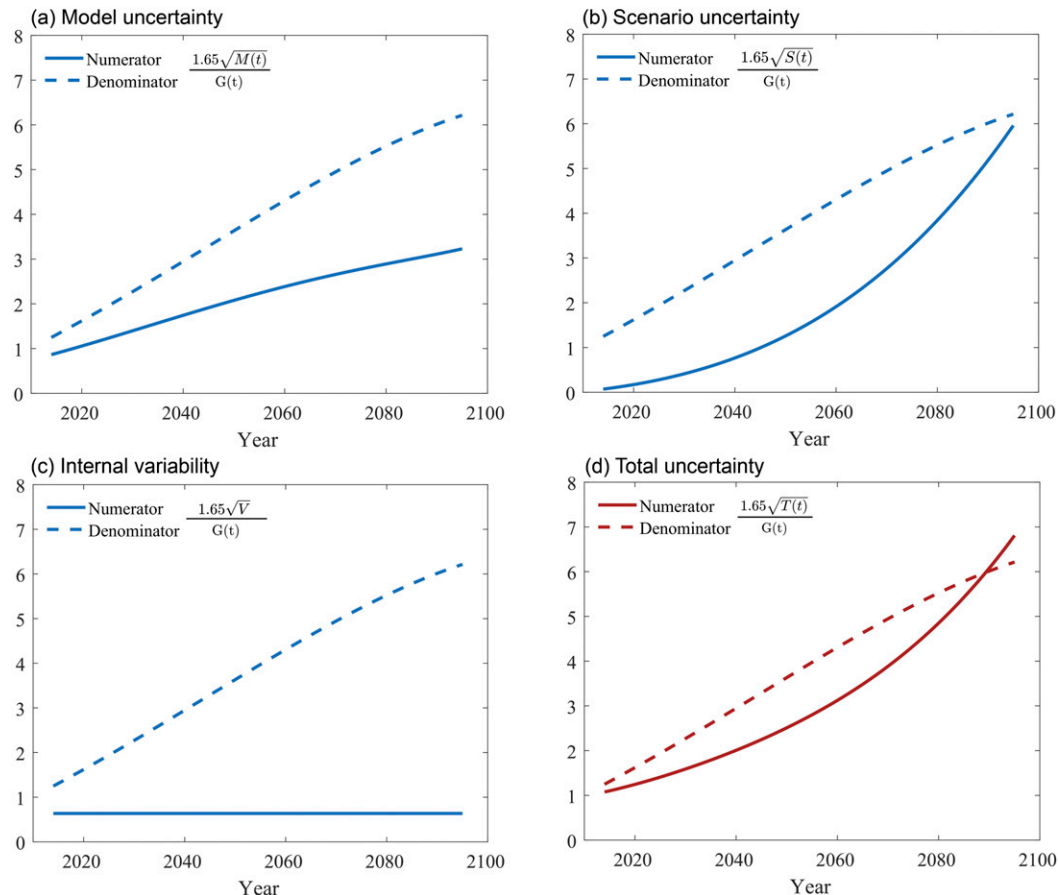 (a) Model uncertainty
8
7
6
5
4
3
2
1
0
Numerator
Denominator
1.65√M(t)
G(t)
2020 2040 2060 2080 2100
Year
(b) Scenario uncertainty
8
7
6
5
4
3
2
1
0
Numerator
Denominator
1.65√S(t)
G(t)
2020 2040 2060 2080 2100
Year
(c) Internal variability
8
7
6
5
4
3
2
1
0
Numerator
Denominator
1.65√V
G(t)
2020 2040 2060 2080 2100
Year
(d) Total uncertainty
8
7
6
5
4
3
2
1
0
Numerator
Denominator
1.65√T(t)
G(t)
2020 2040 2060 2080 2100
Year